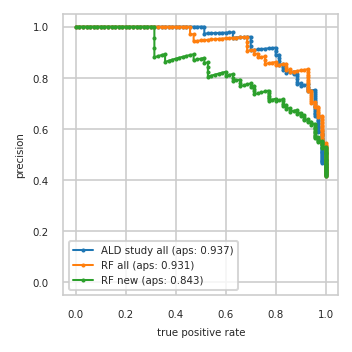 1.0
0.8
0.6
0.4
0.2
0.0
precision
ALD study all (aps: 0.937)
RF all (aps: 0.931)
RF new (aps: 0.843)
0.0 0.2 0.4 0.6 0.8 1.0
true positive rate